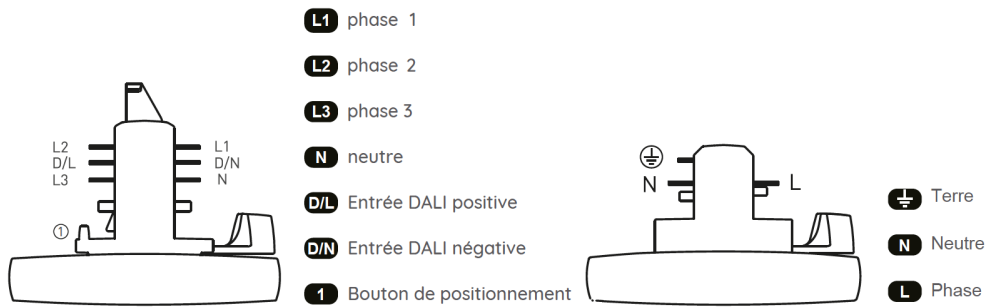 L1 phase 1
L2 phase 2
L3 phase 3
N neutre
D/L Entrée DALI positive
D/N Entrée DALI négative
1 Bouton de positionnement
L2
D/L
L3
L1
D/N
N
①
N
L
Terre
N Neutre
L Phase